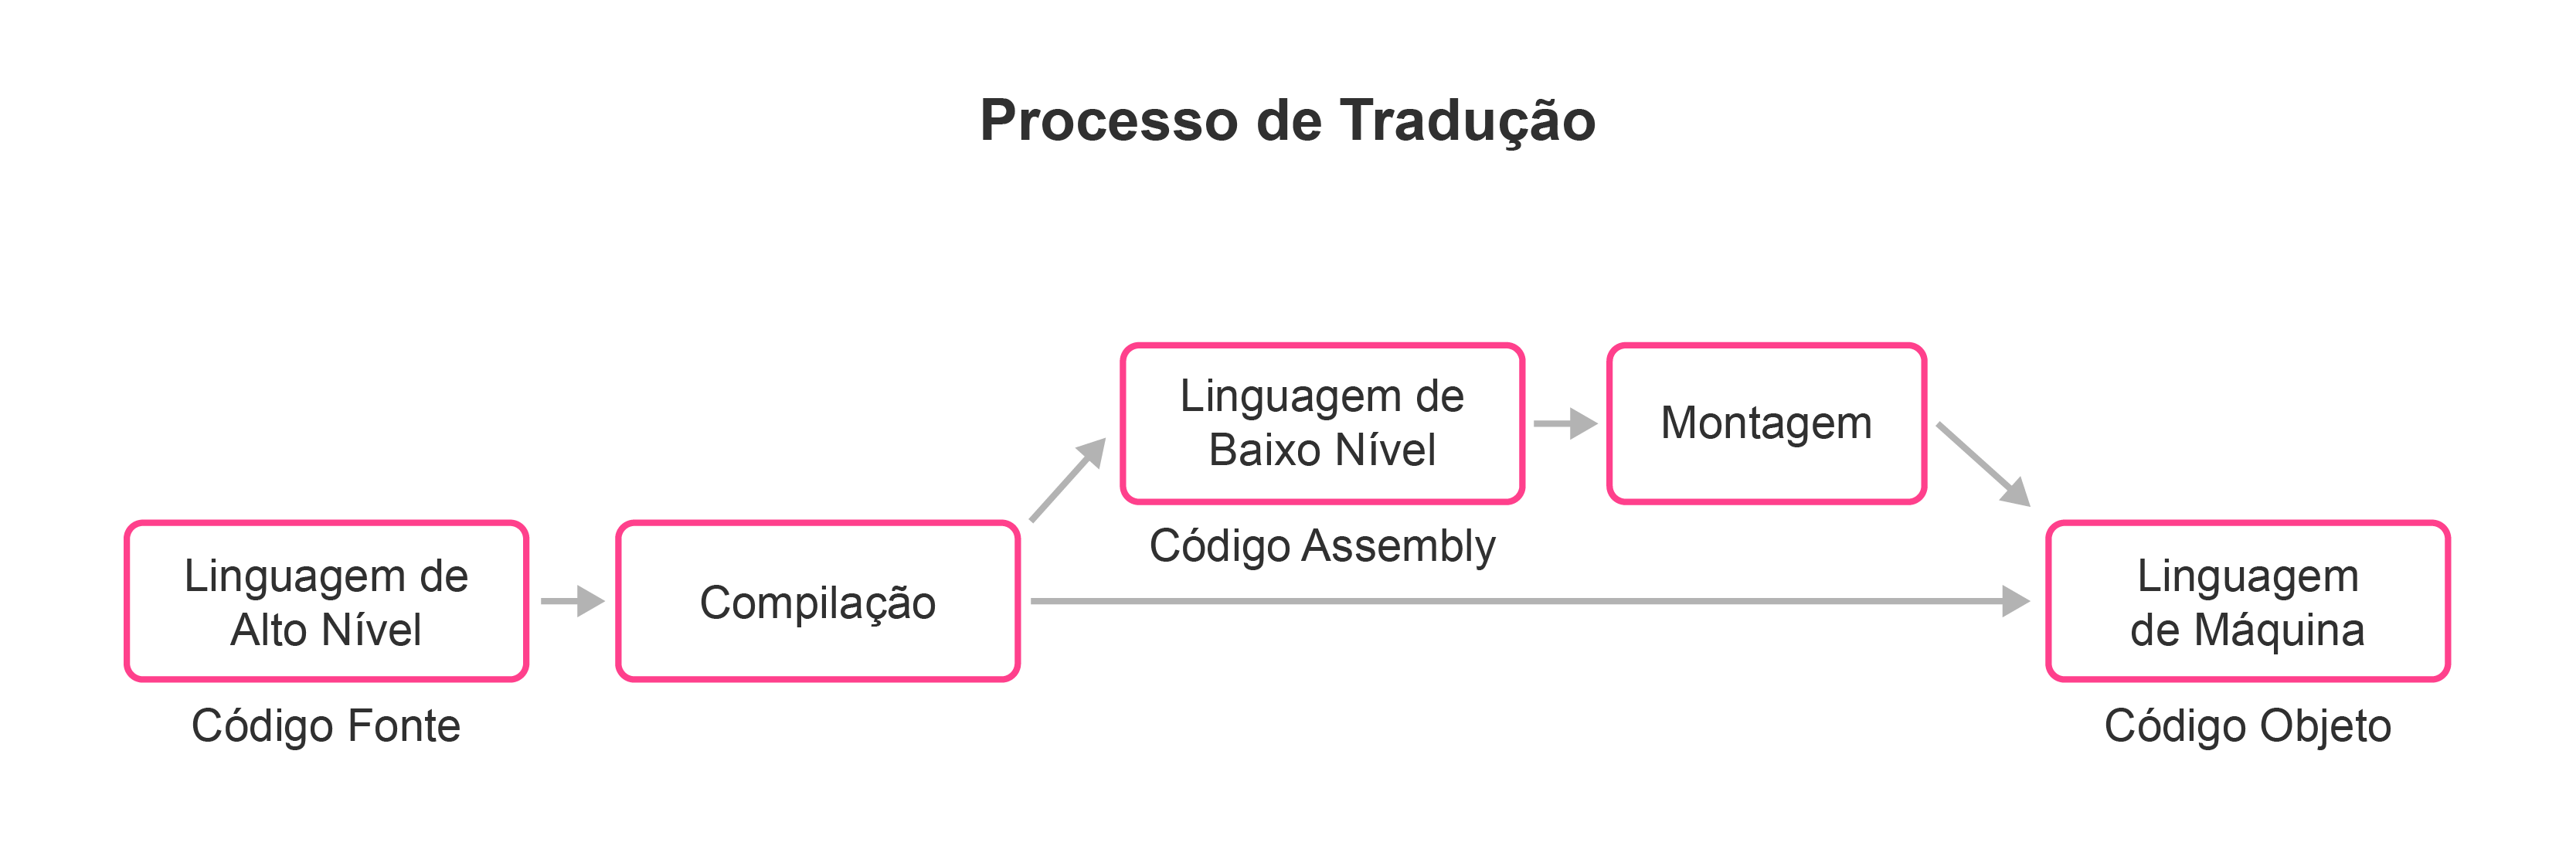 Processo de Tradução
Linguagem de
Alto Nível
Código Fonte
Compilação
Linguagem de
Baixo Nível
Código Assembly
Montagem
Linguagem
de Máquina
Código Objeto